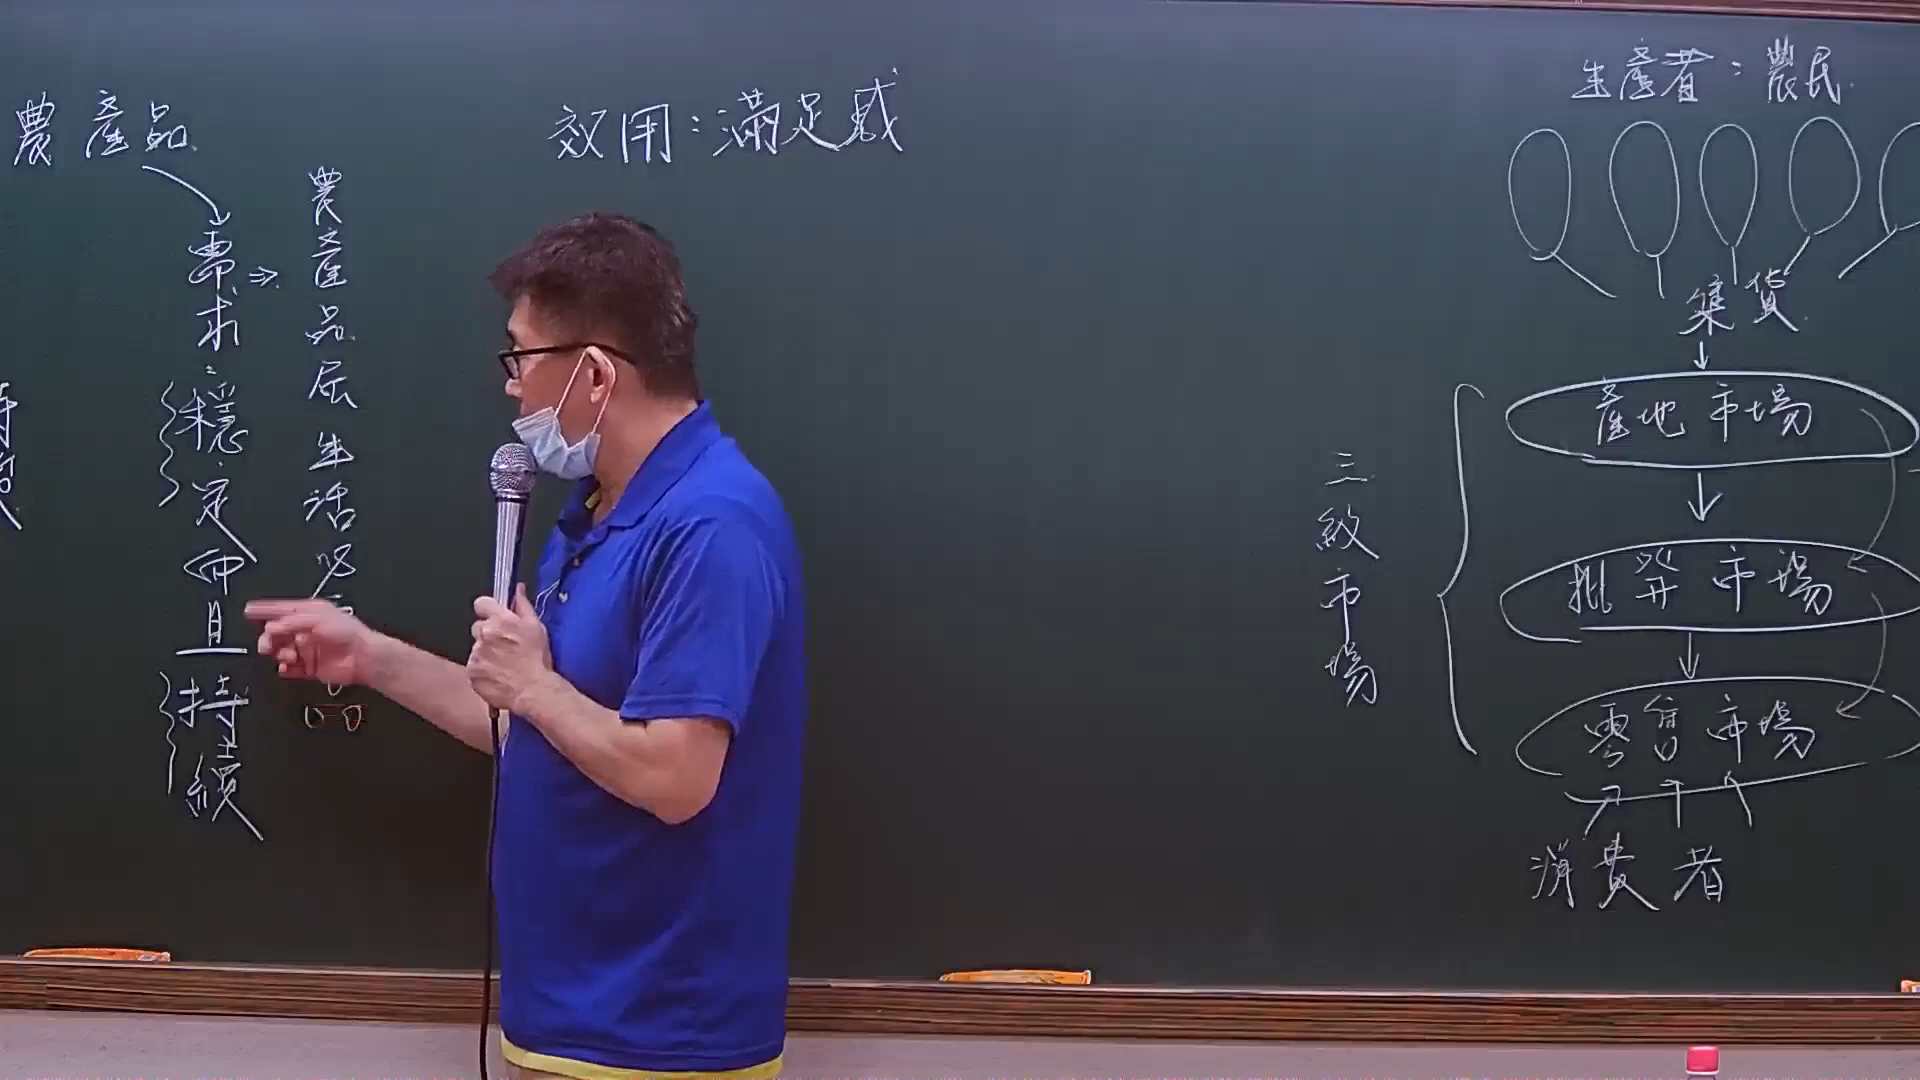 農產品
需求：穩定而且持續
農產品屬生活必
品
效用：滿足感
生產者：農民
集貨
三級市場
產地市場
批發市場
零售市場
消費者